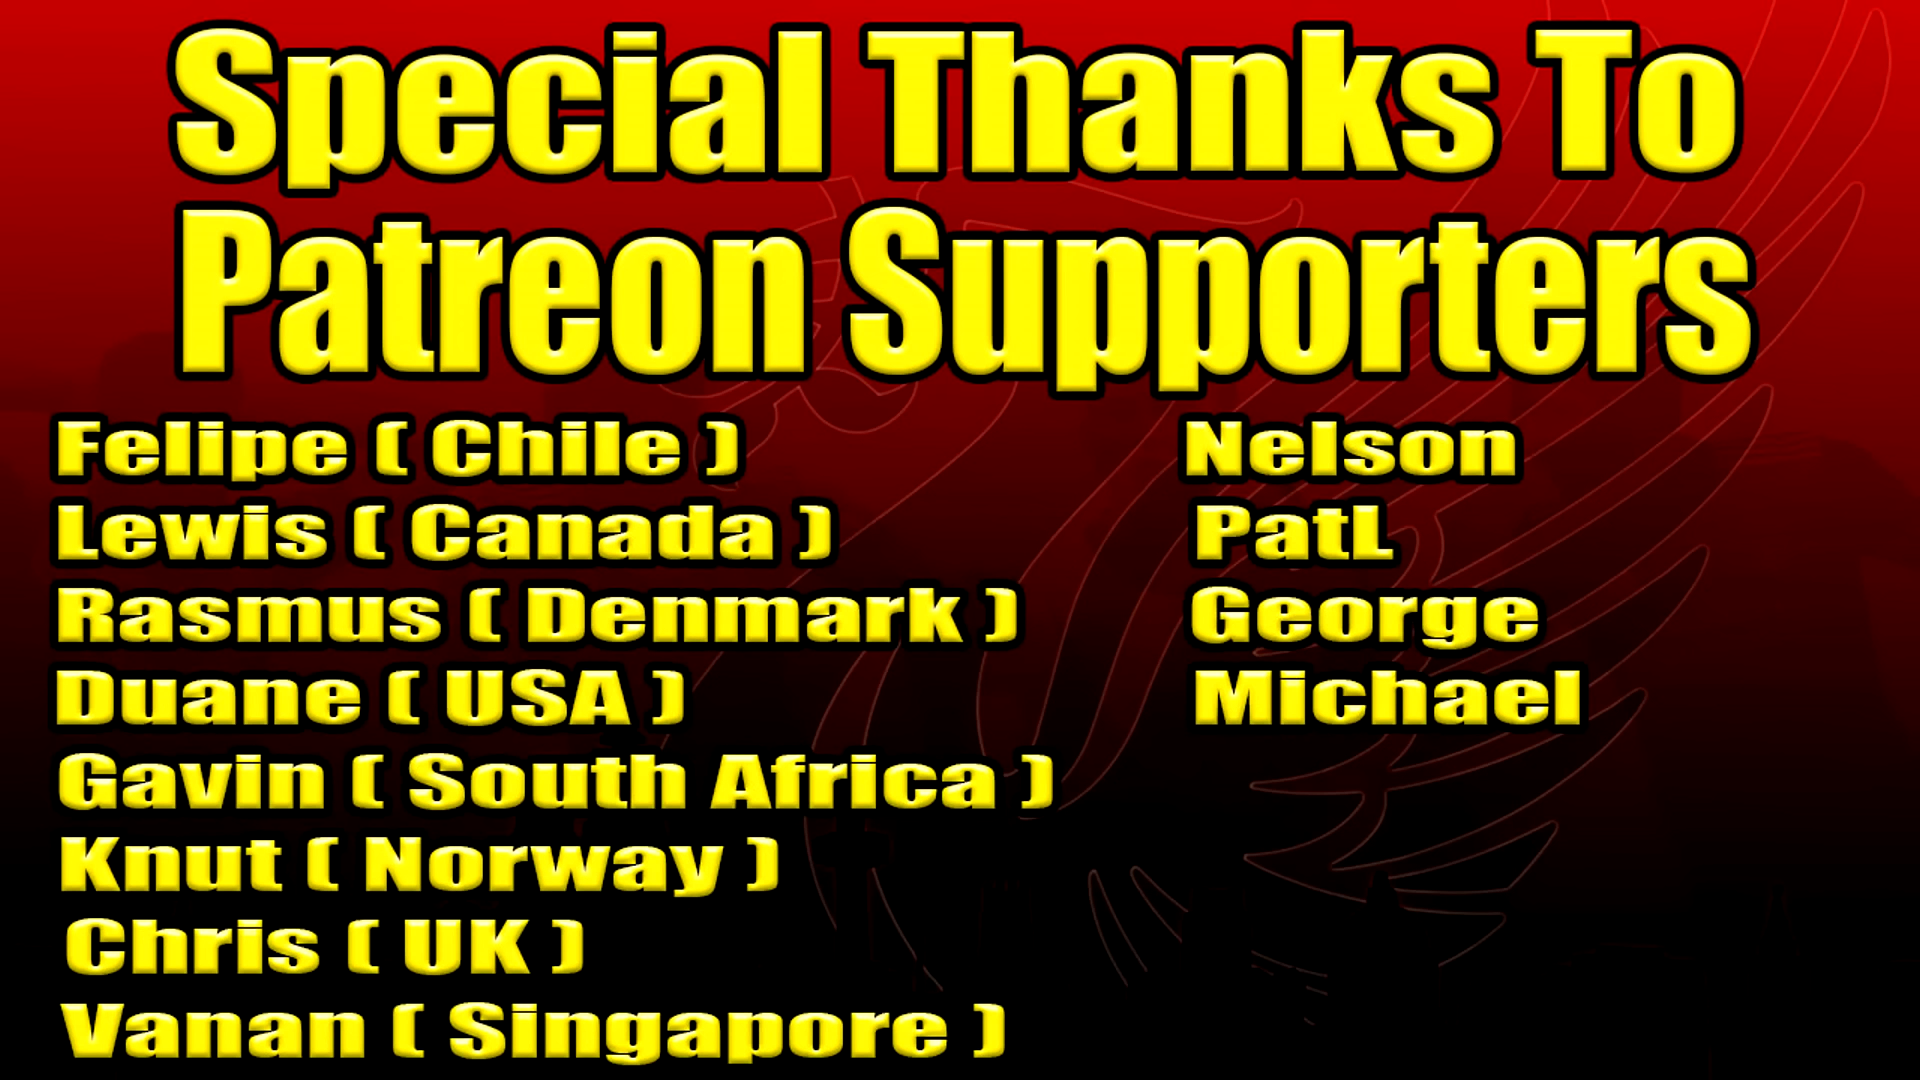 Special Thanks To
Patreon Supporters
Felipe ( Chile )
Lewis ( Canada )
Rasmus ( Denmark )
Duane ( USA )
Gavin ( South Africa )
Knut ( Norway )
Chris ( UK )
Vanan ( Singapore )
Nelson
PatL
George
Michael